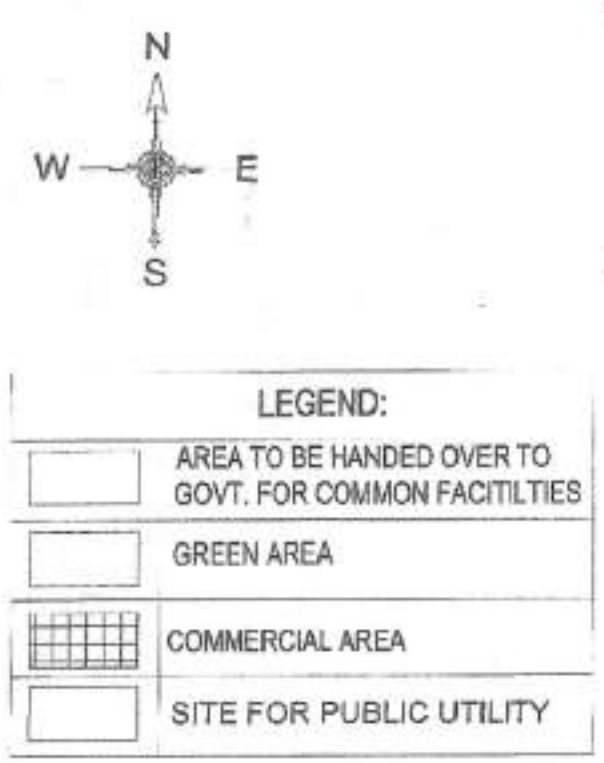 N
W E
S
LEGEND:
AREA TO BE HANDED OVER TO
GOVT. FOR COMMON FACITILTIES
GREEN AREA
COMMERCIAL AREA
SITE FOR PUBLIC UTILITY